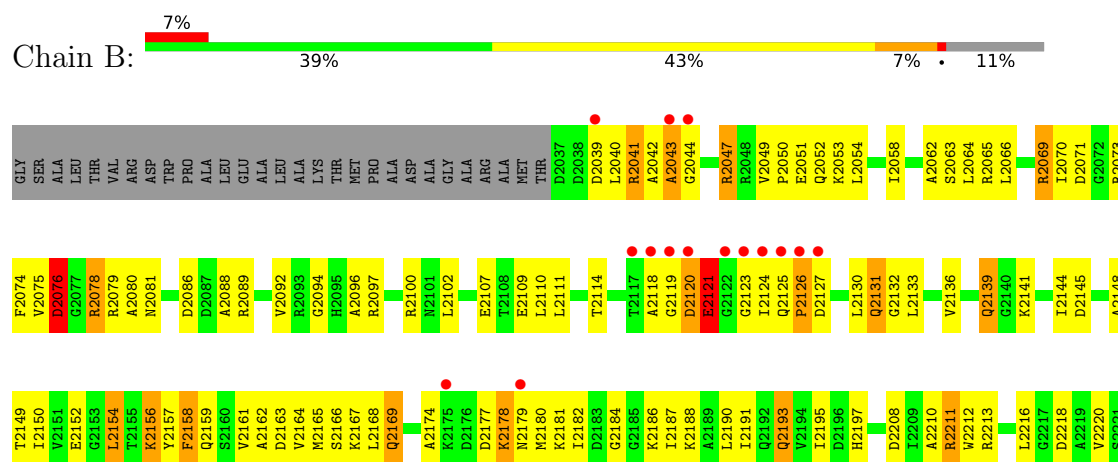 7%
Chain B:
39% 43% 7% • 11%
GLY SER ALA LEU THR VAL ARG ASP TRP PRO ALA LEU GLU ALA LEU ALA LYS THR MET PRO ALA ASP ALA GLY ALA ARG ALA MET THR D2037 D2038 D2039 L2040 R2041 A2042 A2043 G2044 R2047 R2048 V2049 P2050 E2051 Q2052 K2053 L2054 I2058 A2062 S2063 L2064 R2065 L2066 R2069 I2070 D2071 G2072 R2073
F2074 V2075 D2076 G2077 R2078 R2079 A2080 N2081 D2086 D2087 A2088 R2089 V2092 R2093 G2094 H2095 A2096 R2097 R2100 N2101 L2102 E2107 T2108 E2109 L2110 L2111 T2114 T2117 A2118 G2119 D2120 E2121 G2122 G2123 I2124 Q2125 P2126 D2127 L2130 Q2131 G2132 L2133 V2136 Q2139 G2140 K2141 I2144 D2145 A2148
T2149 I2150 V2151 E2152 G2153 L2154 T2155 K2156 Y2157 F2158 Q2159 S2160 V2161 A2162 D2163 V2164 M2165 S2166 K2167 L2168 Q2169 A2174 K2175 D2176 D2177 K2178 N2179 M2180 K2181 I2182 D2183 G2184 G2185 K2186 I2187 K2188 A2189 L2190 I2191 Q2192 Q2193 V2194 I2195 D2196 H2197 D2208 I2209 A2210 R2211 W2212 R2213 L2216 G2217 D2218 A2219 V2220 S2221